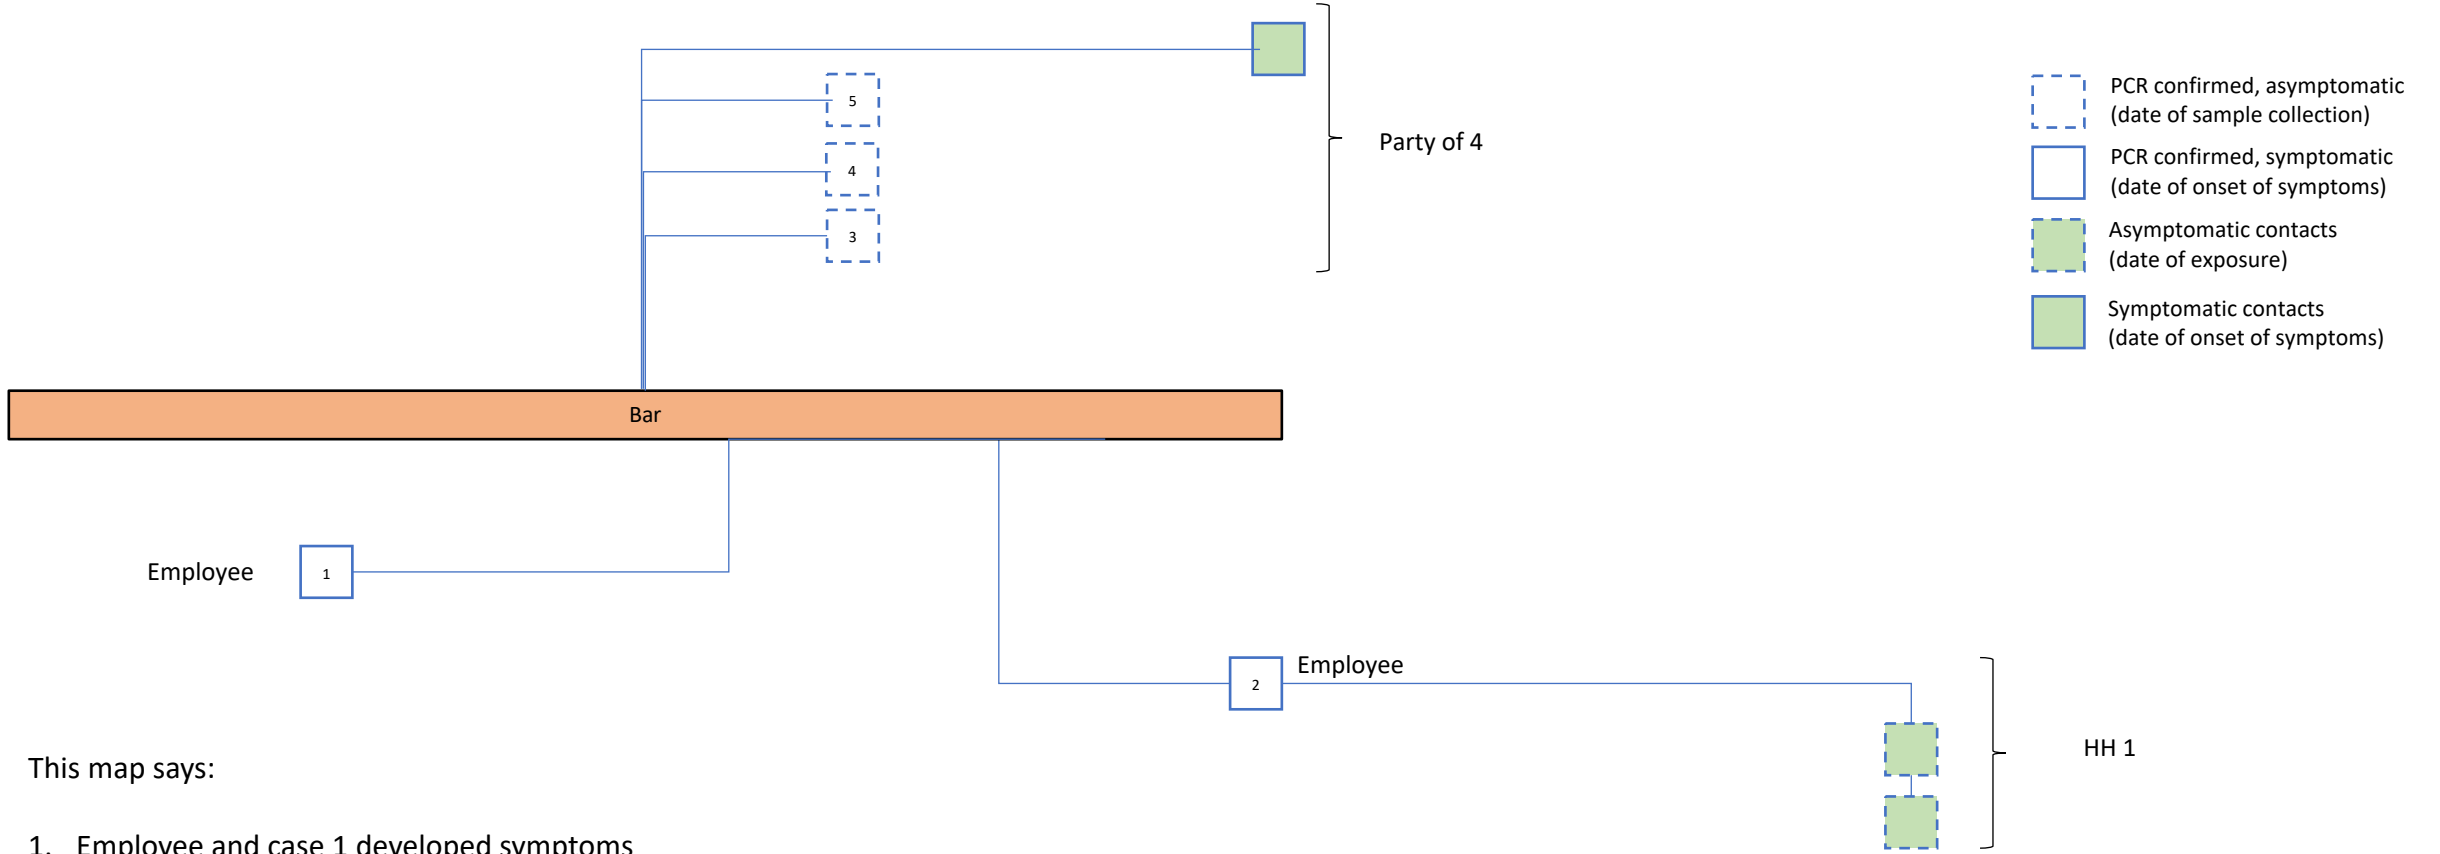 5
4
3
Party of 4
PCR confirmed, asymptomatic
(date of sample collection)
PCR confirmed, symptomatic
(date of onset of symptoms)
Asymptomatic contacts
(date of exposure)
Symptomatic contacts
(date of onset of symptoms)
Bar
Employee
1
Employee
2
HH 1
This map says:
1. Employee and case 1 developed symptoms